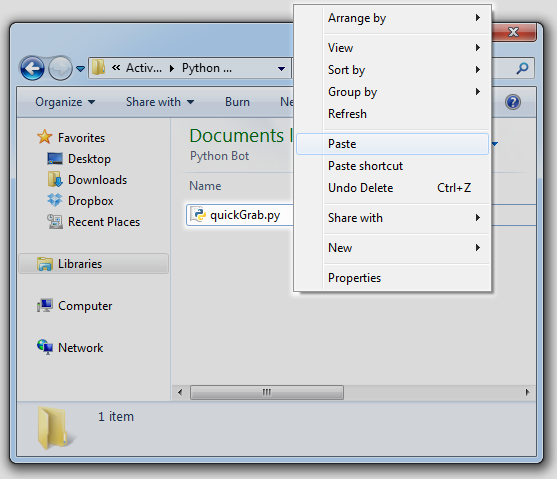 « Activ... Python ...
Organize Share with Burn Ne
Favorites
Desktop
Downloads
Dropbox
Recent Places
Libraries
Computer
Network
Documents l
Python Bot
Name
quickGrab.py
1 item
Arrange by
View
Sort by
Group by
Refresh
Paste
Paste shortcut
Undo Delete Ctrl+Z
Share with
New
Properties